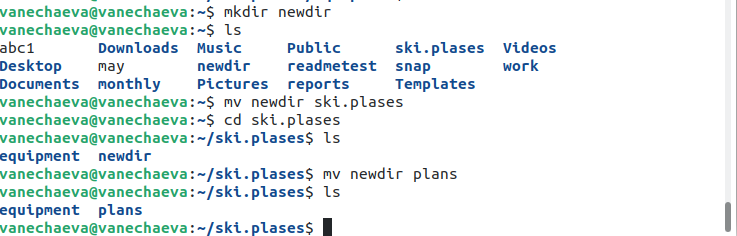 vanechaeva@vanechaeva:~$ mkdir newdir
vanechaeva@vanechaeva:~$ ls
abc1       Downloads  Music     Public      ski.plases  Videos
Desktop    may        newdir    readmetest  snap        work
Documents  monthly    Pictures  reports     Templates
vanechaeva@vanechaeva:~$ mv newdir ski.plases
vanechaeva@vanechaeva:~$ cd ski.plases
vanechaeva@vanechaeva:~/ski.plases$ ls
equipment  newdir
vanechaeva@vanechaeva:~/ski.plases$ mv newdir plans
vanechaeva@vanechaeva:~/ski.plases$ ls
equipment  plans
vanechaeva@vanechaeva:~/ski.plases$